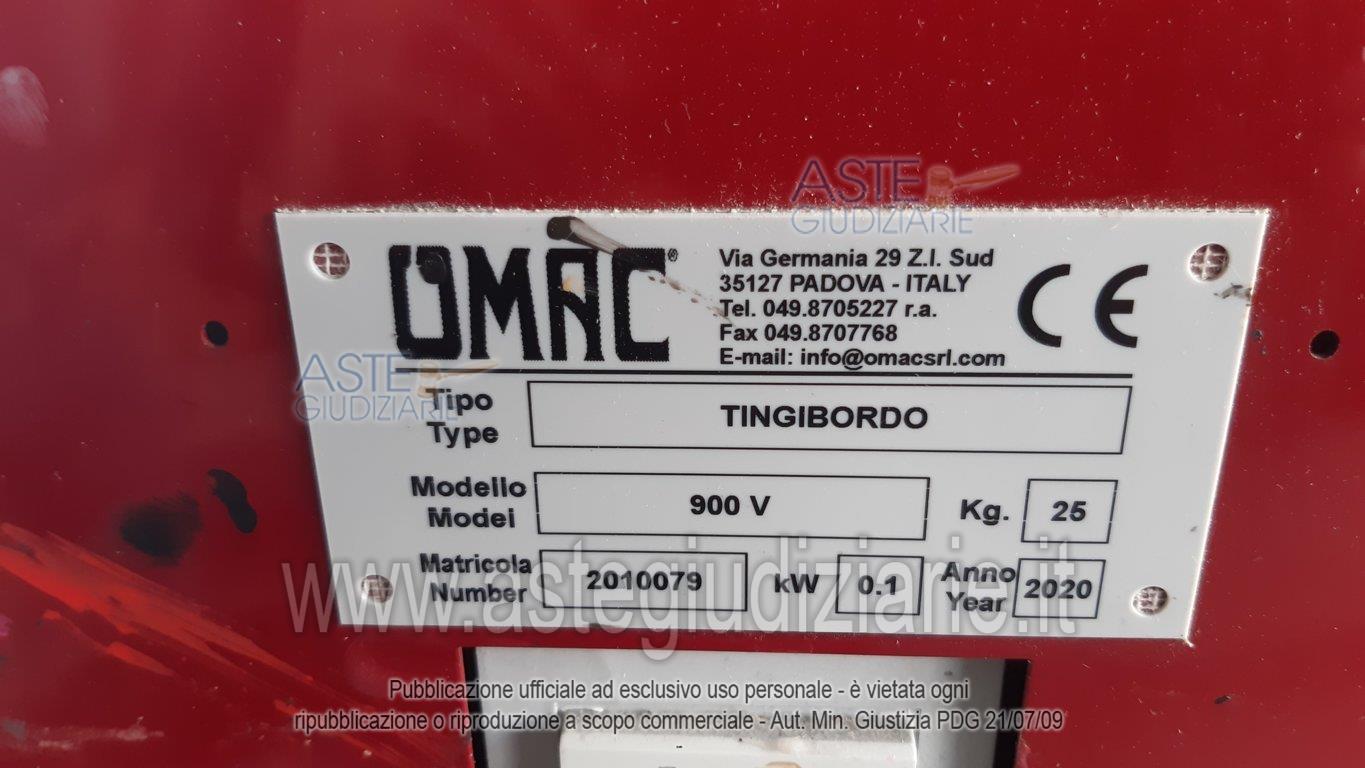 ASTE
GIUDIZIARIE
OMAC®
Via Germania 29 Z.I. Sud
35127 PADOVA - ITALY
Tel. 049.8705227 r.a.
Fax 049.8707768
E-mail: info@omacsrl.com
CE
ASTE
GIUDIZIARIE
Tipo
Type
TINGIBORDO
Modello
Model
900 V
Kg. 25
Matricola
Number
2010079
kW 0.1
Anno
Year
2020
www.astegiudiziarie.it
Pubblicazione ufficiale ad esclusivo uso personale - è vietata ogni
ripubblicazione o riproduzione a scopo commerciale - Aut. Min. Giustizia PDG 21/07/09